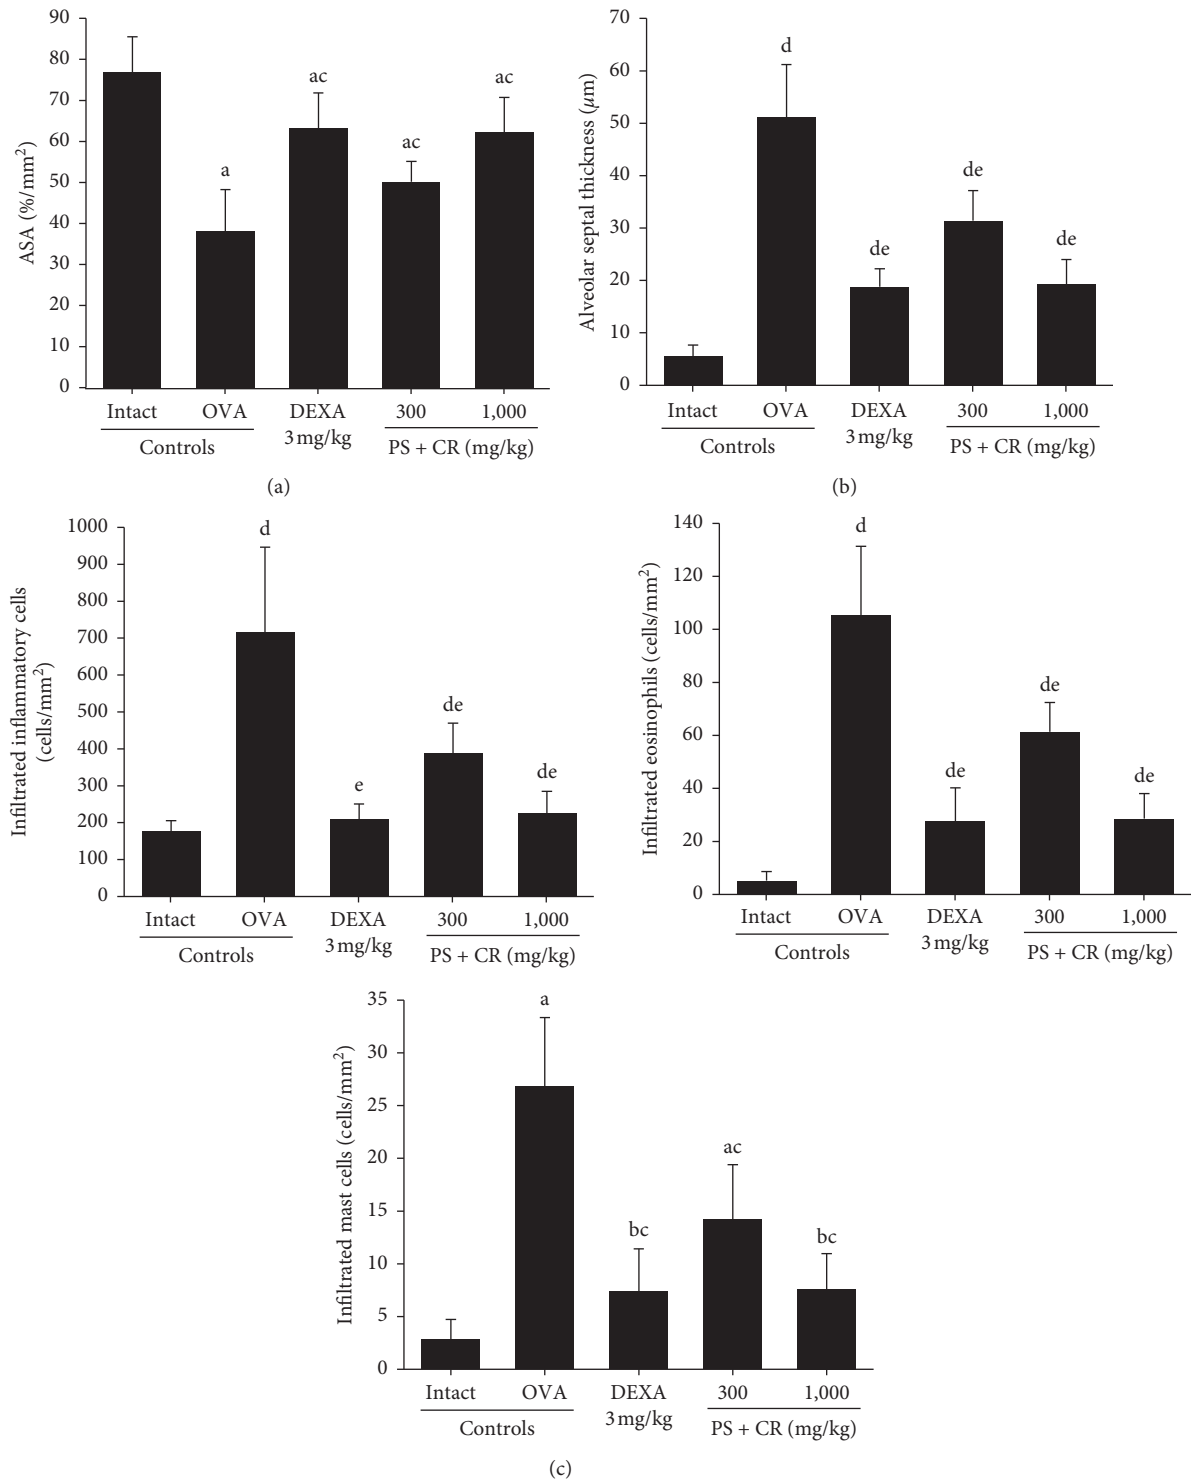 90
80
70
60
50
40
30
20
10
0
ASA (%/mm²)
a
ac
ac
ac
Intact
OVA
DEXA
3 mg/kg
300
1,000
Controls
PS + CR (mg/kg)
(a)
70
60
50
40
30
20
10
0
Alveolar septal thickness (μm)
d
de
de
de
Intact
OVA
DEXA
3 mg/kg
300
1,000
Controls
PS + CR (mg/kg)
(b)
1000
900
800
700
600
500
400
300
200
100
0
Infiltrated inflammatory cells
(cells/mm²)
d
e
de
de
Intact
OVA
DEXA
3 mg/kg
300
1,000
Controls
PS + CR (mg/kg)
140
120
100
80
60
40
20
0
Infiltrated eosinophils (cells/mm²)
d
de
de
de
Intact
OVA
DEXA
3 mg/kg
300
1,000
Controls
PS + CR (mg/kg)
35
30
25
20
15
10
5
0
Infiltrated mast cells (cells/mm²)
a
bc
ac
bc
Intact
OVA
DEXA
3 mg/kg
300
1,000
Controls
PS + CR (mg/kg)
(c)